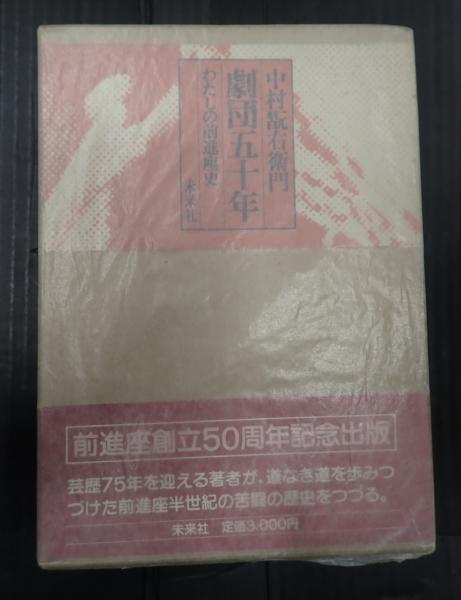 中村翫右衛門
劇団五十年
わたしの前進座史
未来社
前進座創立50周年記念出版
芸歴75年を迎える著者が、道なき道を歩みつ
づけた前進座半世紀の苦闘の歴史をつづる。
未来社 定価3,000円